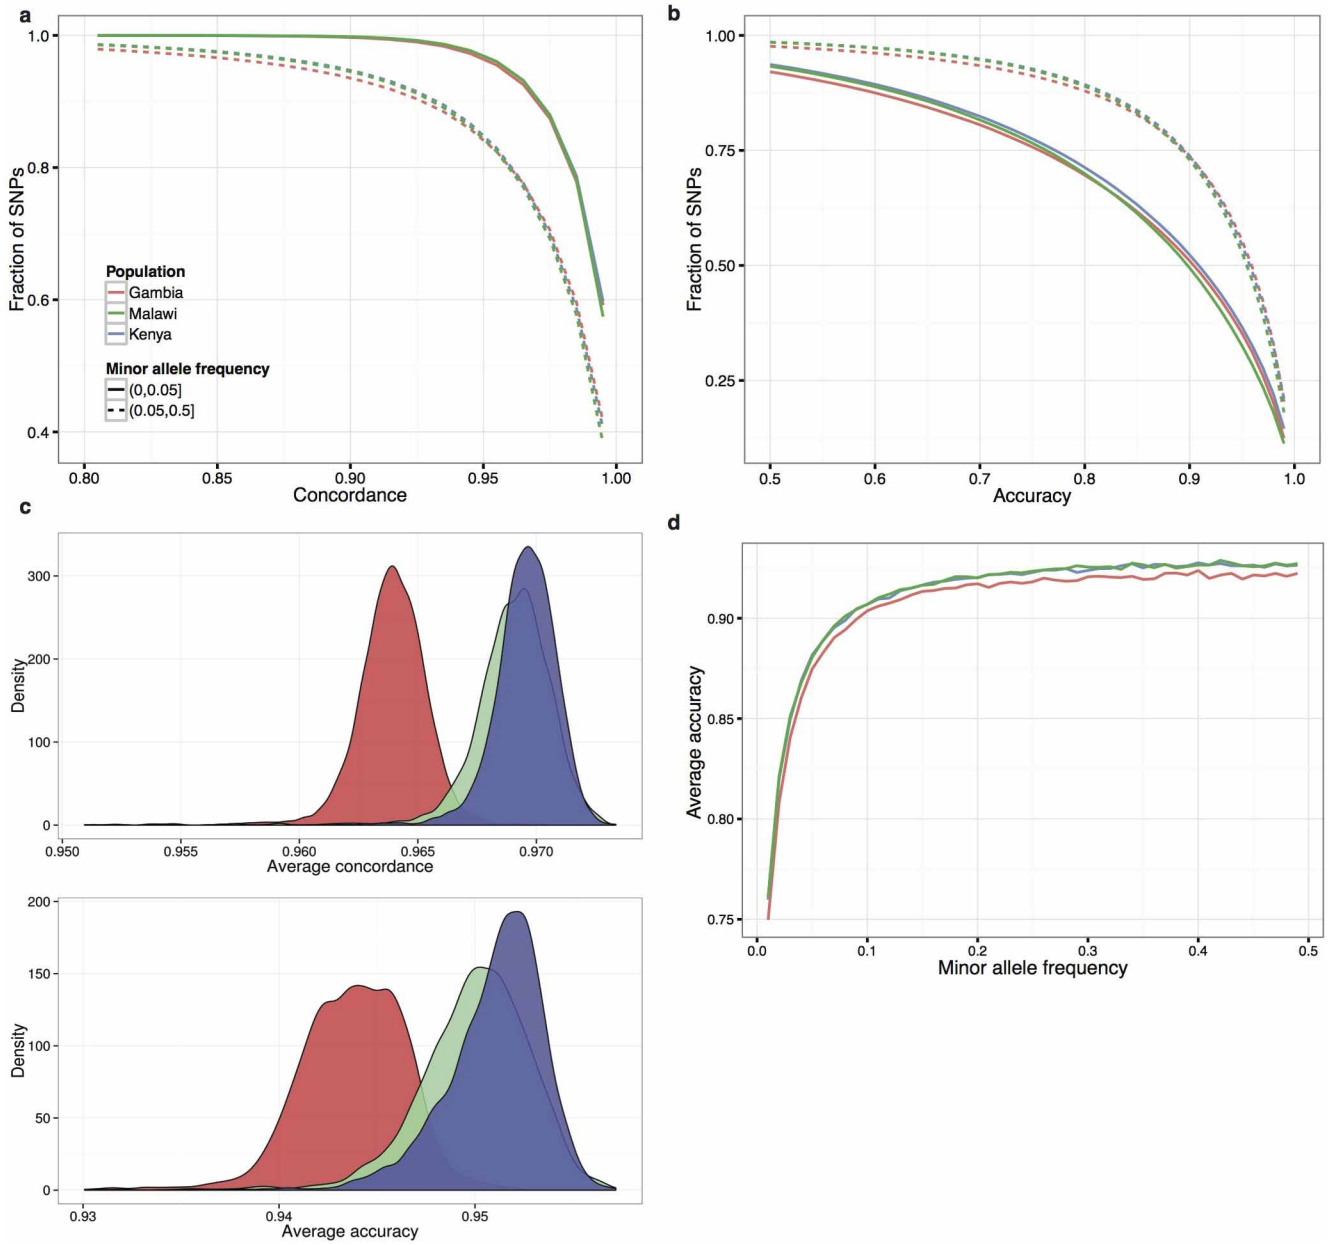 a
1.0
0.8
0.6
0.4
Fraction of SNPs
Population
Gambia
Malawi
Kenya
Minor allele frequency
(0,0.05]
(0.05,0.5]
0.80 0.85 0.90 0.95 1.00
Concordance
b
1.00
0.75
0.50
0.25
Fraction of SNPs
0.5 0.6 0.7 0.8 0.9 1.0
Accuracy
c
300
200
100
0
Density
0.950 0.955 0.960 0.965 0.970
Average concordance
200
150
100
50
0
Density
0.93 0.94 0.95
Average accuracy
d
0.90
0.85
0.80
0.75
Average accuracy
0.0 0.1 0.2 0.3 0.4 0.5
Minor allele frequency